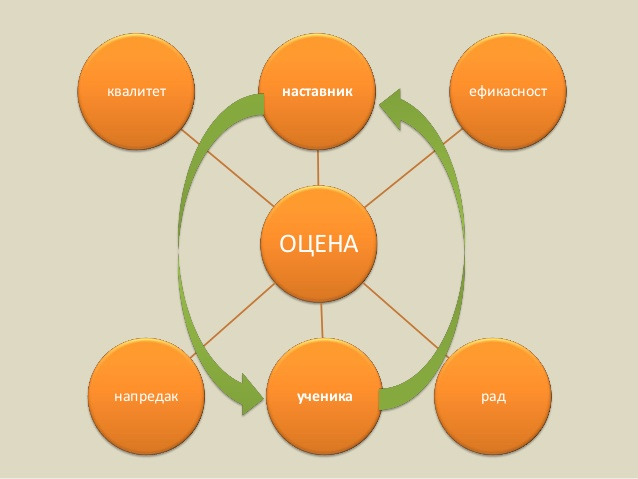 квалитет
наставник
ефикасност
ОЦЕНА
напредак
ученика
рад